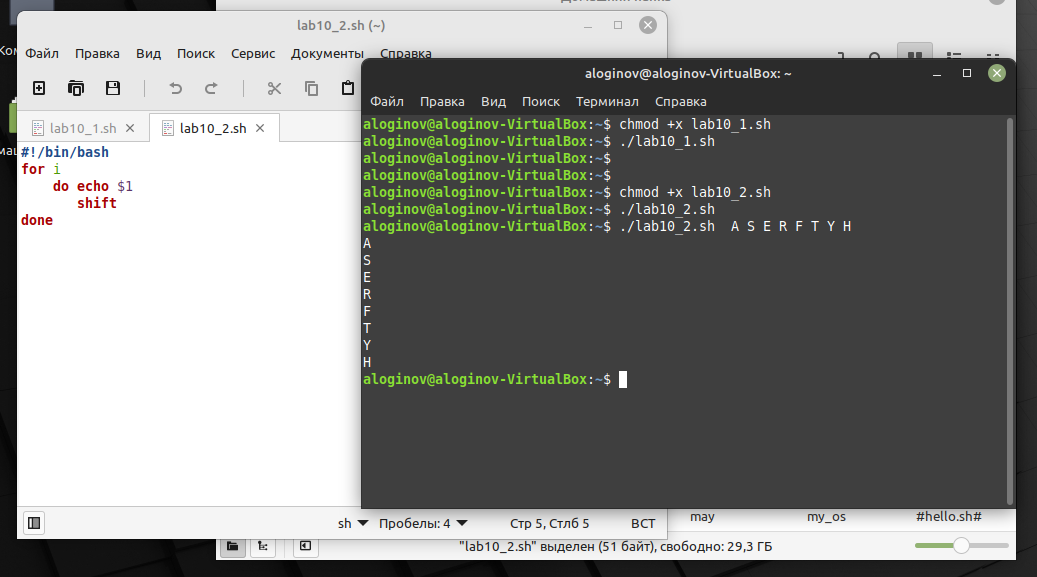 lab10_2.sh (~)
Файл Правка Вид Поиск Сервис Документы Справка
lab10_1.sh
lab10_2.sh
#!/bin/bash
for i
    do echo $1
       shift
done
sh Пробелы: 4 Стр 5, Стлб 5 ВСТ
aloginov@aloginov-VirtualBox: ~
Файл Правка Вид Поиск Терминал Справка
aloginov@aloginov-VirtualBox:~$ chmod +x lab10_1.sh
aloginov@aloginov-VirtualBox:~$ ./lab10_1.sh
aloginov@aloginov-VirtualBox:~$
aloginov@aloginov-VirtualBox:~$
aloginov@aloginov-VirtualBox:~$ chmod +x lab10_2.sh
aloginov@aloginov-VirtualBox:~$ ./lab10_2.sh
aloginov@aloginov-VirtualBox:~$ ./lab10_2.sh  A S E R F T Y H
A
S
E
R
F
T
Y
H
aloginov@aloginov-VirtualBox:~$
may my_os #hello.sh#
"lab10_2.sh" выделен (51 байт), свободно: 29,3 ГБ